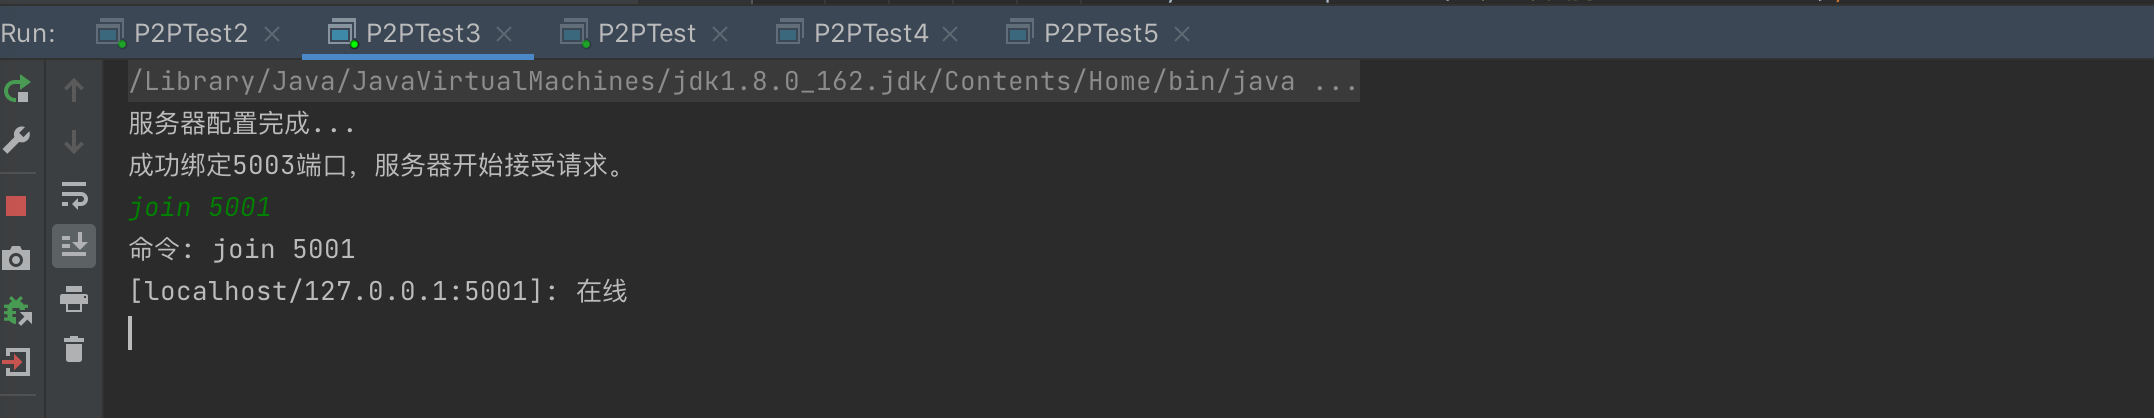 Run: P2PTest2 P2PTest3 P2PTest P2PTest4 P2PTest5
/Library/Java/JavaVirtualMachines/jdk1.8.0_162.jdk/Contents/Home/bin/java ...
服务器配置完成...
成功绑定5003端口，服务器开始接受请求。
join 5001
命令: join 5001
[localhost/127.0.0.1:5001]: 在线